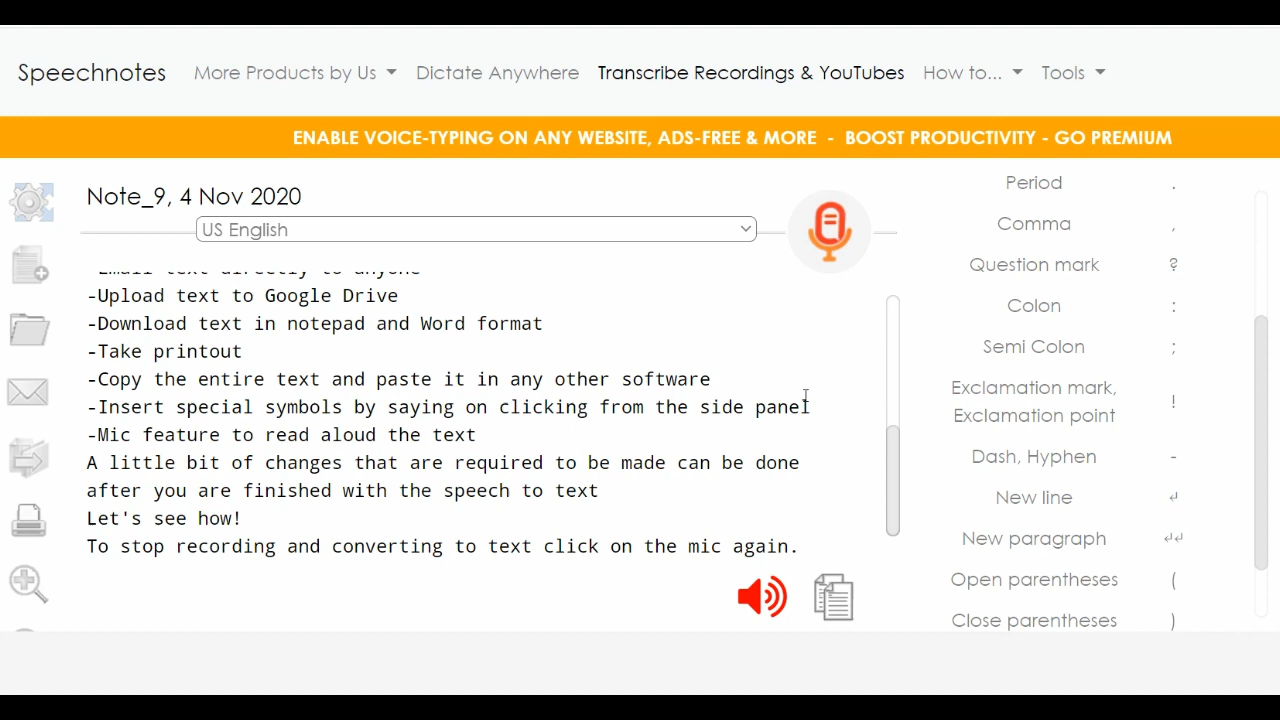 Speechnotes More Products by Us Dictate Anywhere Transcribe Recordings & YouTubes How to... Tools
ENABLE VOICE-TYPING ON ANY WEBSITE, ADS-FREE & MORE - BOOST PRODUCTIVITY - GO PREMIUM
Note_9, 4 Nov 2020
US English
-Email text directly to anyone
-Upload text to Google Drive
-Download text in notepad and Word format
-Take printout
-Copy the entire text and paste it in any other software
-Insert special symbols by saying on clicking from the side panel
-Mic feature to read aloud the text
A little bit of changes that are required to be made can be done
after you are finished with the speech to text
Let's see how!
To stop recording and converting to text click on the mic again.
Period .
Comma ,
Question mark ?
Colon :
Semi Colon ;
Exclamation mark,
Exclamation point !
Dash, Hyphen -
New line ↵
New paragraph ↵↵
Open parentheses (
Close parentheses )